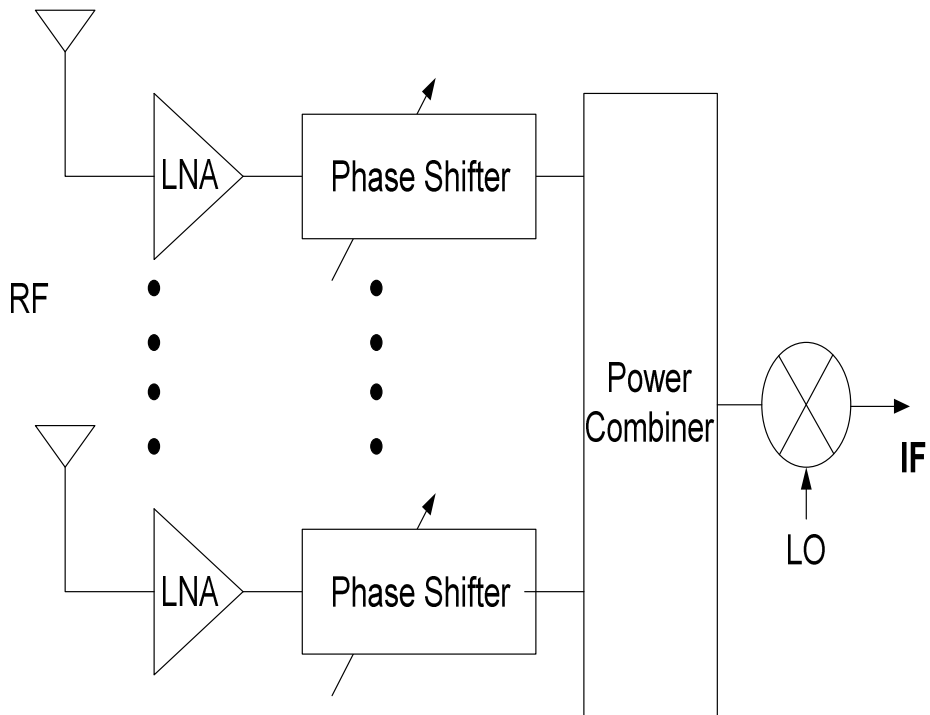 LNA
Phase Shifter
RF
Power
Combiner
IF
LO
LNA
Phase Shifter